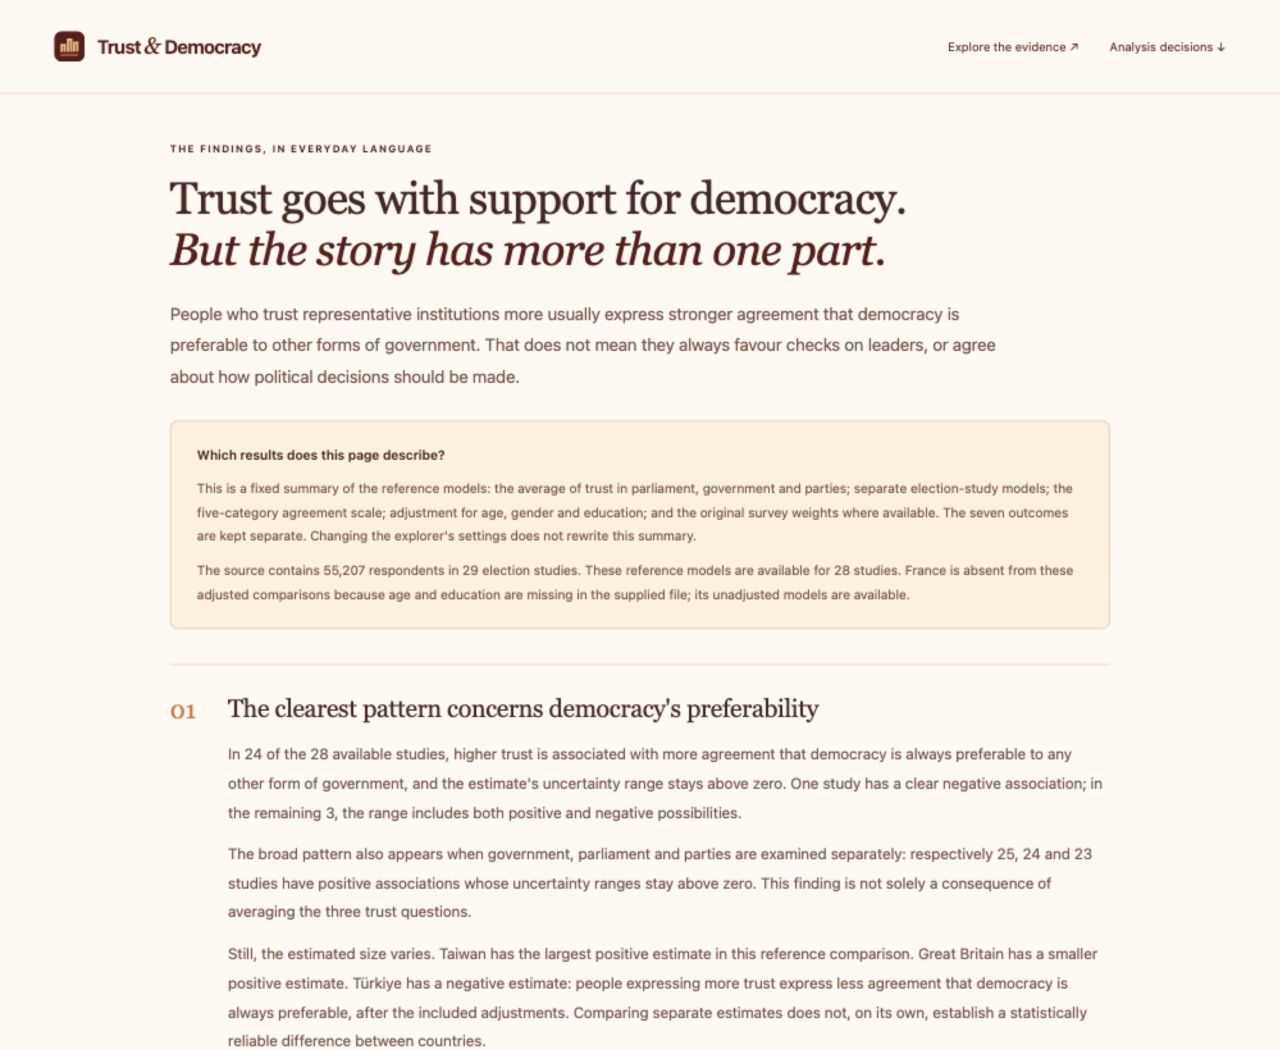 Trust & Democracy
Explore the evidence ↗
Analysis decisions ↓
THE FINDINGS, IN EVERYDAY LANGUAGE
Trust goes with support for democracy.
But the story has more than one part.
People who trust representative institutions more usually express stronger agreement that democracy is
preferable to other forms of government. That does not mean they always favour checks on leaders, or agree
about how political decisions should be made.
Which results does this page describe?
This is a fixed summary of the reference models: the average of trust in parliament, government and parties; separate election-study models; the
five-category agreement scale; adjustment for age, gender and education; and the original survey weights where available. The seven outcomes
are kept separate. Changing the explorer's settings does not rewrite this summary.
The source contains 55,207 respondents in 29 election studies. These reference models are available for 28 studies. France is absent from these
adjusted comparisons because age and education are missing in the supplied file; its unadjusted models are available.
01 The clearest pattern concerns democracy's preferability
In 24 of the 28 available studies, higher trust is associated with more agreement that democracy is always preferable to any
other form of government, and the estimate's uncertainty range stays above zero. One study has a clear negative association; in
the remaining 3, the range includes both positive and negative possibilities.
The broad pattern also appears when government, parliament and parties are examined separately: respectively 25, 24 and 23
studies have positive associations whose uncertainty ranges stay above zero. This finding is not solely a consequence of
averaging the three trust questions.
Still, the estimated size varies. Taiwan has the largest positive estimate in this reference comparison. Great Britain has a smaller
positive estimate. Türkiye has a negative estimate: people expressing more trust express less agreement that democracy is
always preferable, after the included adjustments. Comparing separate estimates does not, on its own, establish a statistically
reliable difference between countries.